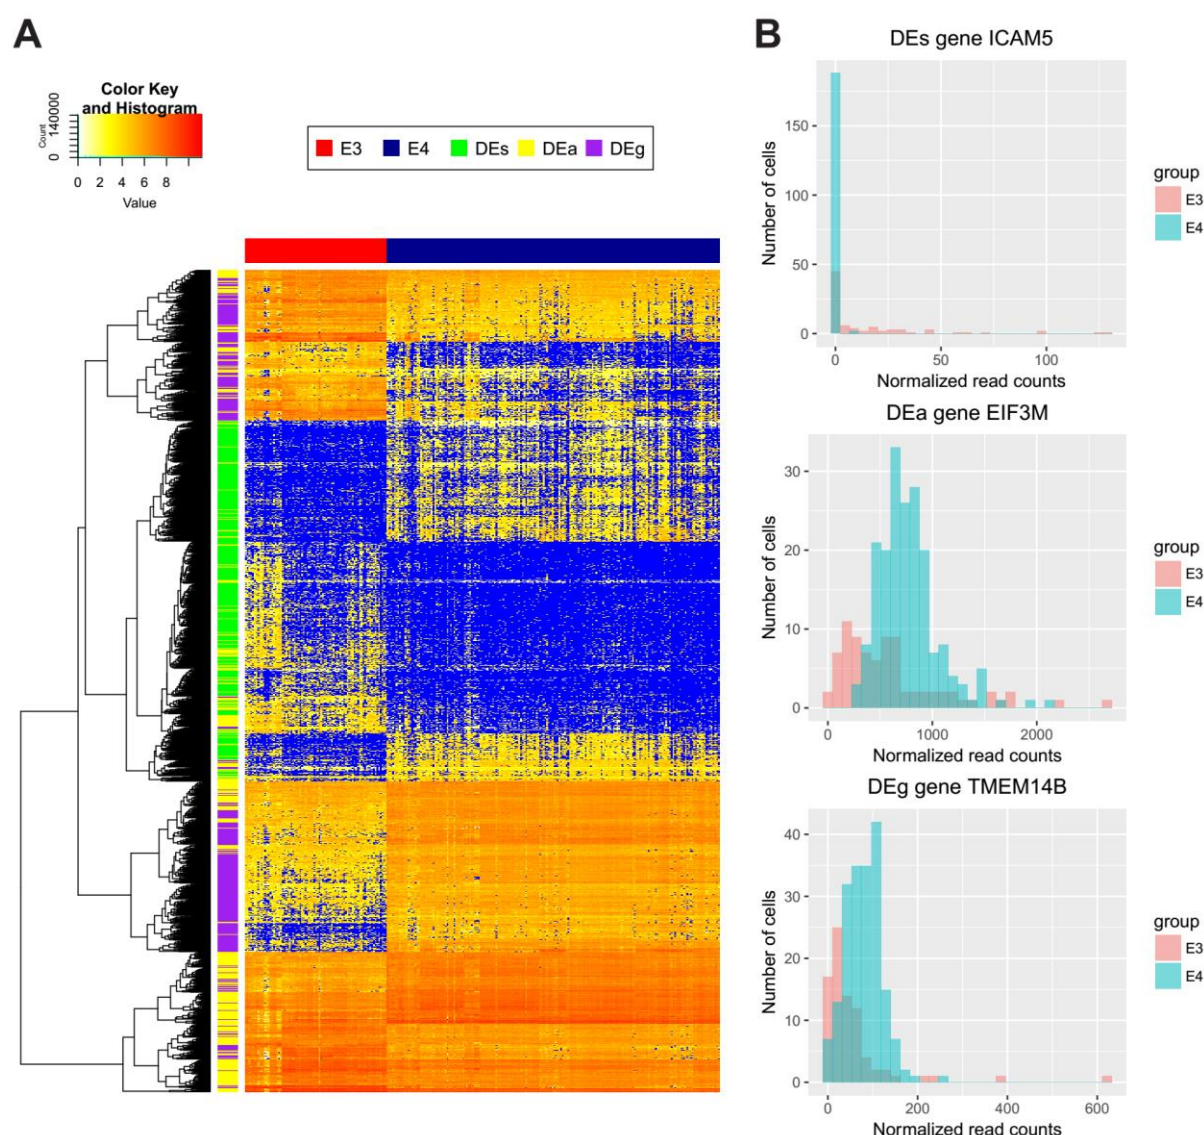 A
Color Key
and Histogram
Count
0 140000
0 2 4 6 8
Value
E3 E4 DEs DEa DEg
B
DEs gene ICAM5
Number of cells
150
100
50
0
0 50 100
Normalized read counts
group
E3
E4
DEa gene EIF3M
Number of cells
30
20
10
0
0 1000 2000
Normalized read counts
group
E3
E4
DEg gene TMEM14B
Number of cells
40
30
20
10
0
0 200 400 600
Normalized read counts
group
E3
E4